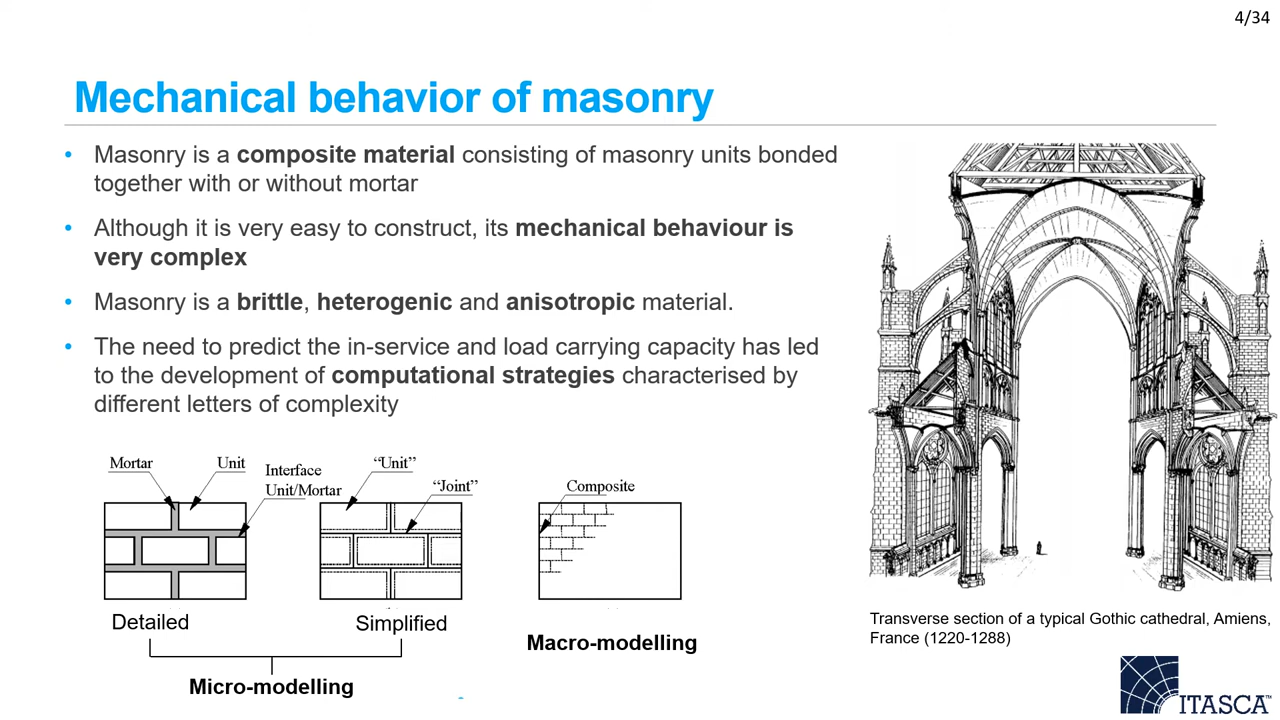 4/34
Mechanical behavior of masonry
• Masonry is a composite material consisting of masonry units bonded
together with or without mortar
• Although it is very easy to construct, its mechanical behaviour is
very complex
• Masonry is a brittle, heterogenic and anisotropic material.
• The need to predict the in-service and load carrying capacity has led
to the development of computational strategies characterised by
different letters of complexity
Mortar
Unit
Interface
Unit/Mortar
“Unit”
“Joint”
Composite
Detailed
Simplified
Micro-modelling
Macro-modelling
Transverse section of a typical Gothic cathedral, Amiens,
France (1220-1288)
ITASCA™